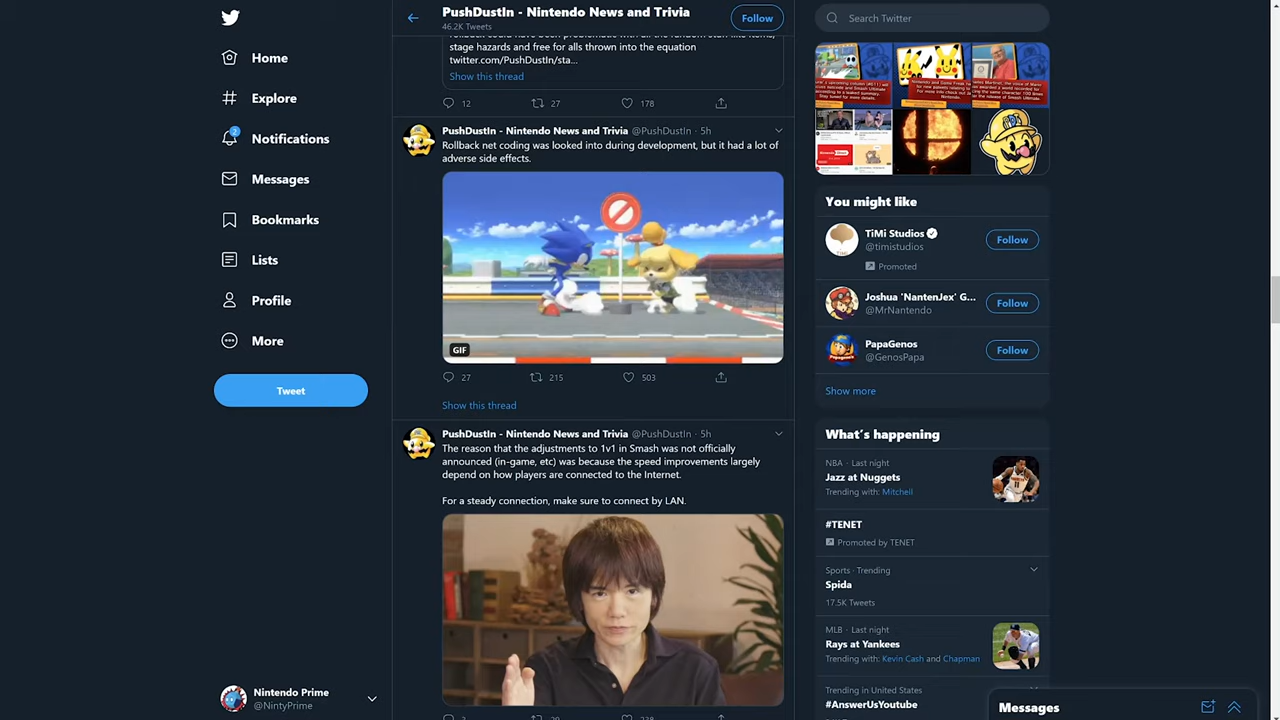 PushDustIn - Nintendo News and Trivia
46.2K Tweets
Follow
Search Twitter
Home
Notifications
2
Messages
Bookmarks
Lists
Profile
More
Tweet
Nintendo Prime
@NintyPrime
stage hazards and free for alls thrown into the equation
twitter.com/PushDustIn/sta...
Show this thread
12
178
PushDustIn - Nintendo News and Trivia @PushDustIn · 5h
Rollback net coding was looked into during development, but it had a lot of
adverse side effects.
GIF
27 215 503
Show this thread
PushDustIn - Nintendo News and Trivia @PushDustIn · 5h
The reason that the adjustments to 1v1 in Smash was not officially
announced (in-game, etc) was because the speed improvements largely
depend on how players are connected to the Internet.
For a steady connection, make sure to connect by LAN.
You might like
TiMi Studios
@timistudios
Promoted
Follow
Joshua 'NantenJex' G...
@MrNantendo
Follow
PapaGenos
@GenosPapa
Follow
Show more
What's happening
NBA · Last night
Jazz at Nuggets
Trending with: Mitchell
#TENET
Promoted by TENET
Sports · Trending
Spida
17.5K Tweets
MLB · Last night
Rays at Yankees
Trending with: Kevin Cash and Chapman
Trending in United States
#AnswerUsYoutube
Messages